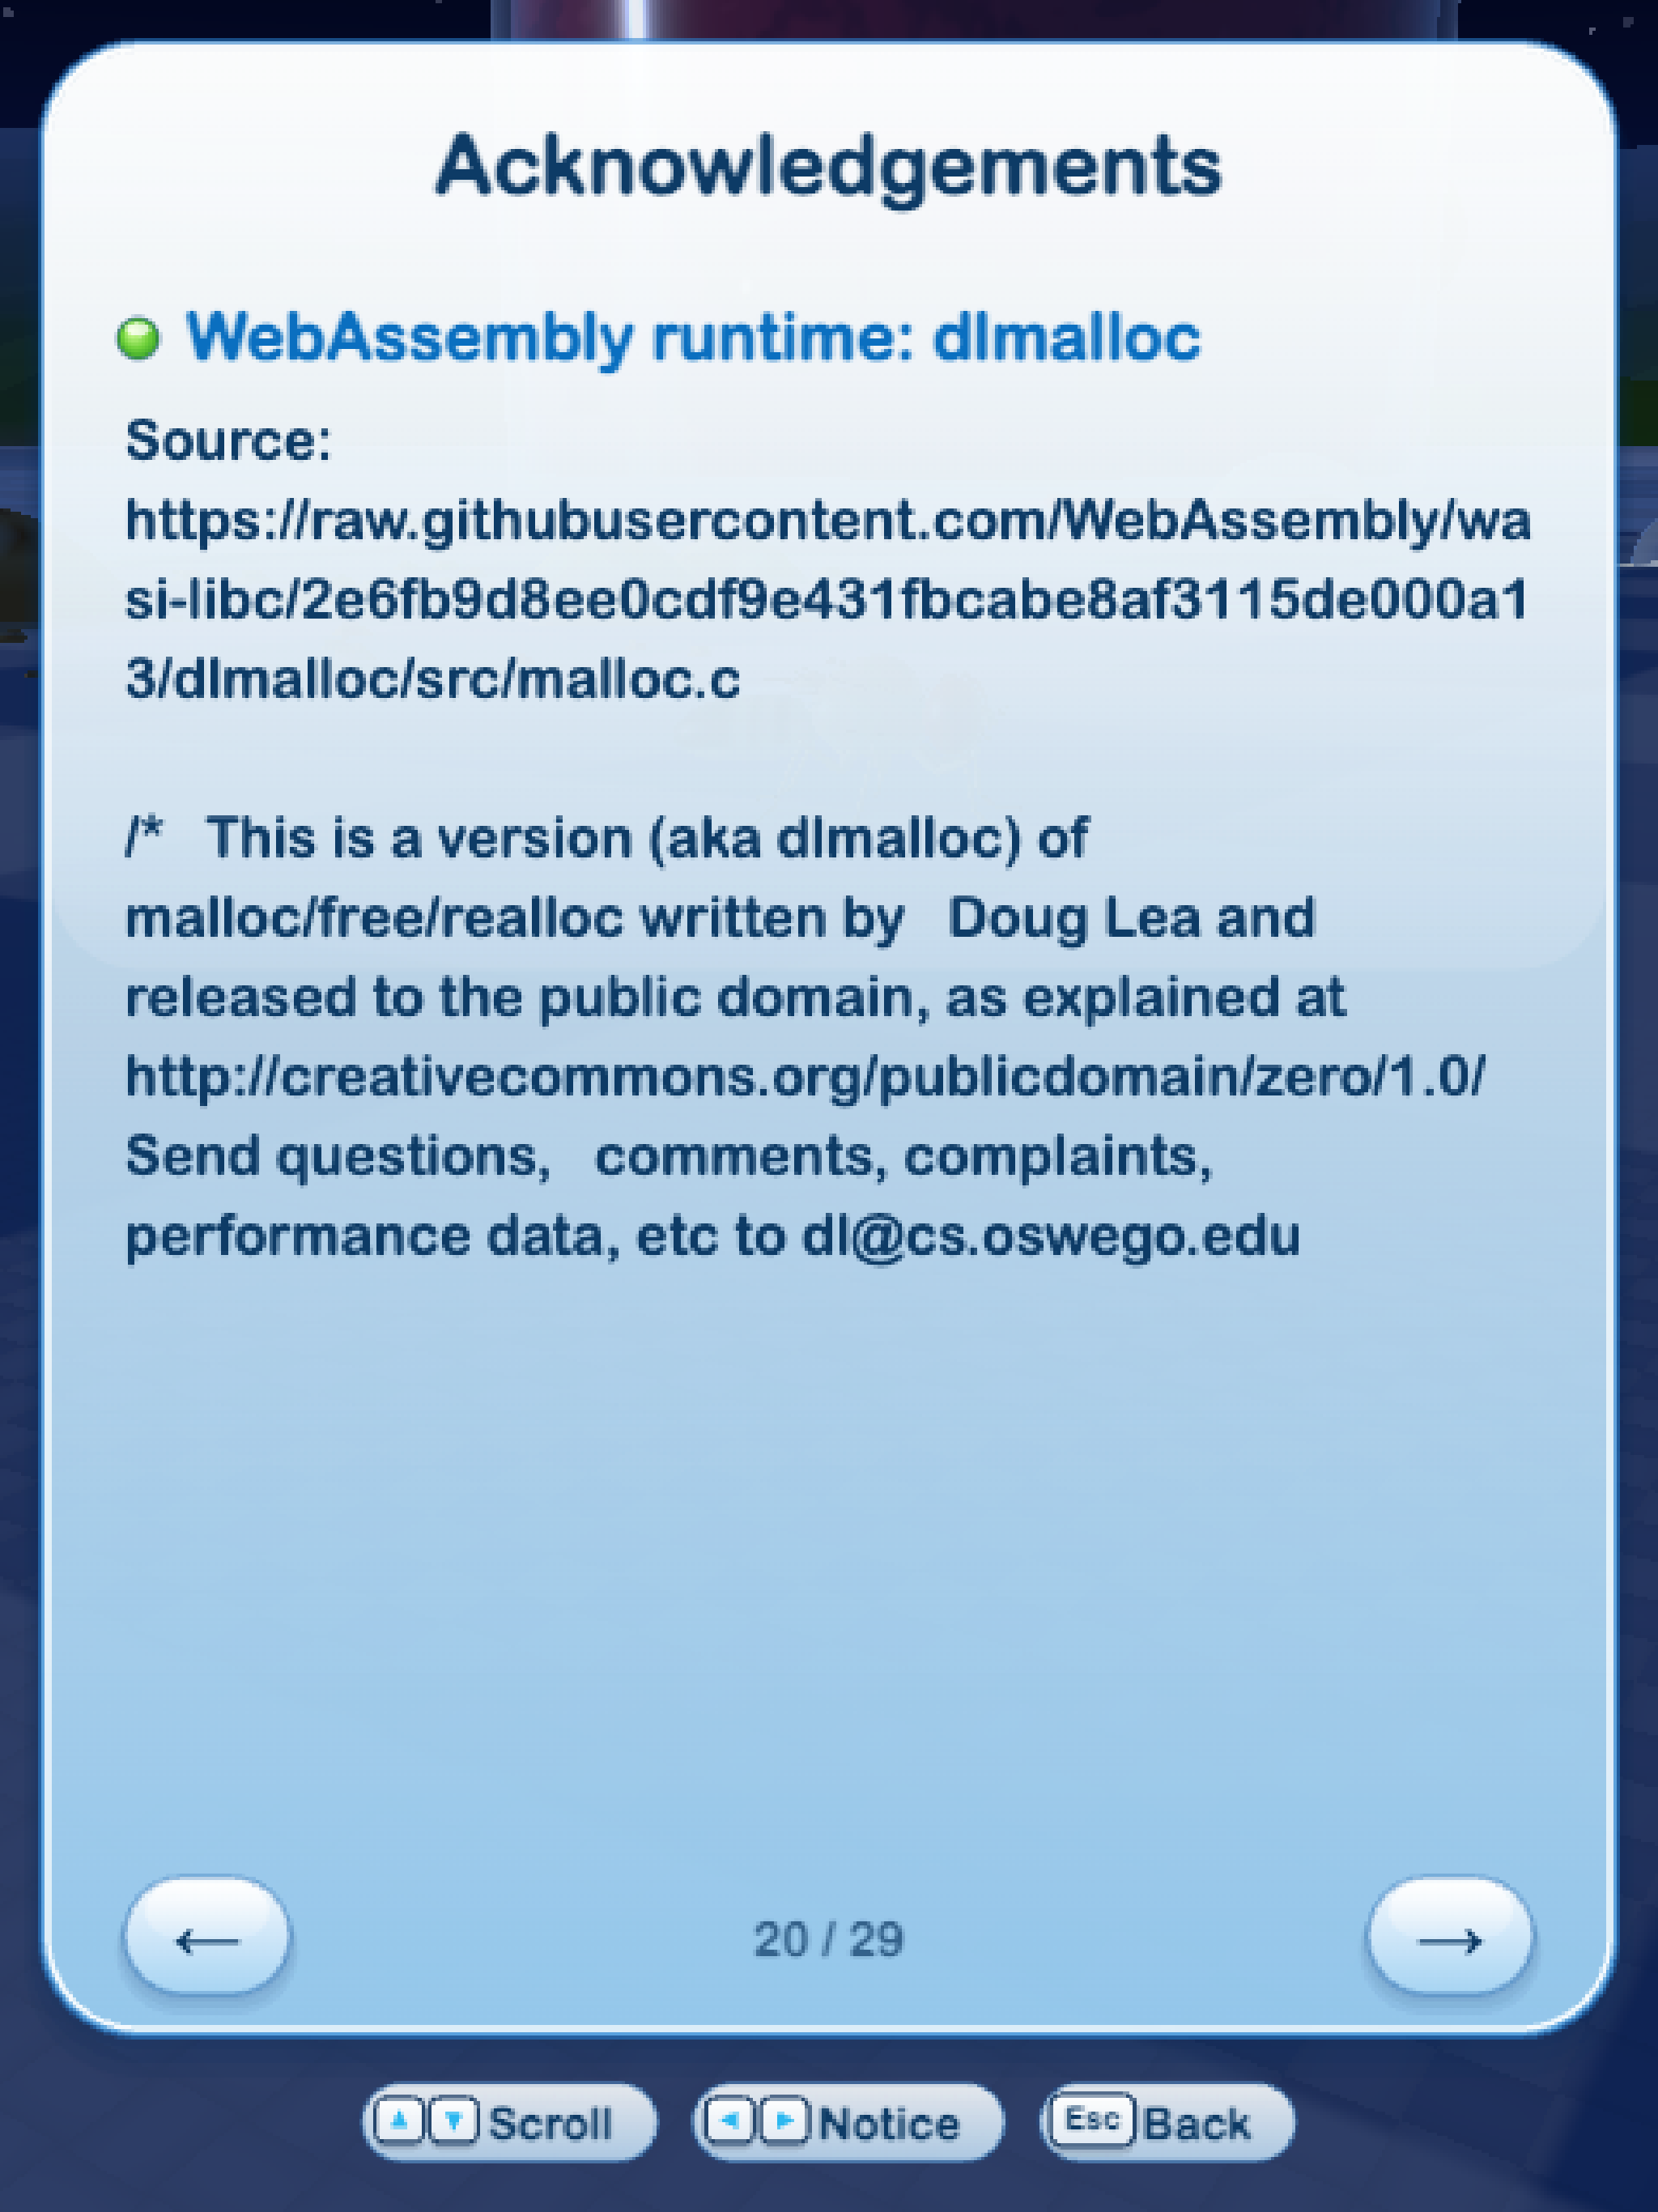 Acknowledgements
WebAssembly runtime: dlmalloc
Source:
https://raw.githubusercontent.com/WebAssembly/wa
si-libc/2e6fb9d8ee0cdf9e431fbcabe8af3115de000a1
3/dlmalloc/src/malloc.c
/*   This is a version (aka dlmalloc) of
malloc/free/realloc written by   Doug Lea and
released to the public domain, as explained at
http://creativecommons.org/publicdomain/zero/1.0/
Send questions,   comments, complaints,
performance data, etc to dl@cs.oswego.edu
← 20 / 29 →
▲ ▼ Scroll ◄ ► Notice Esc Back